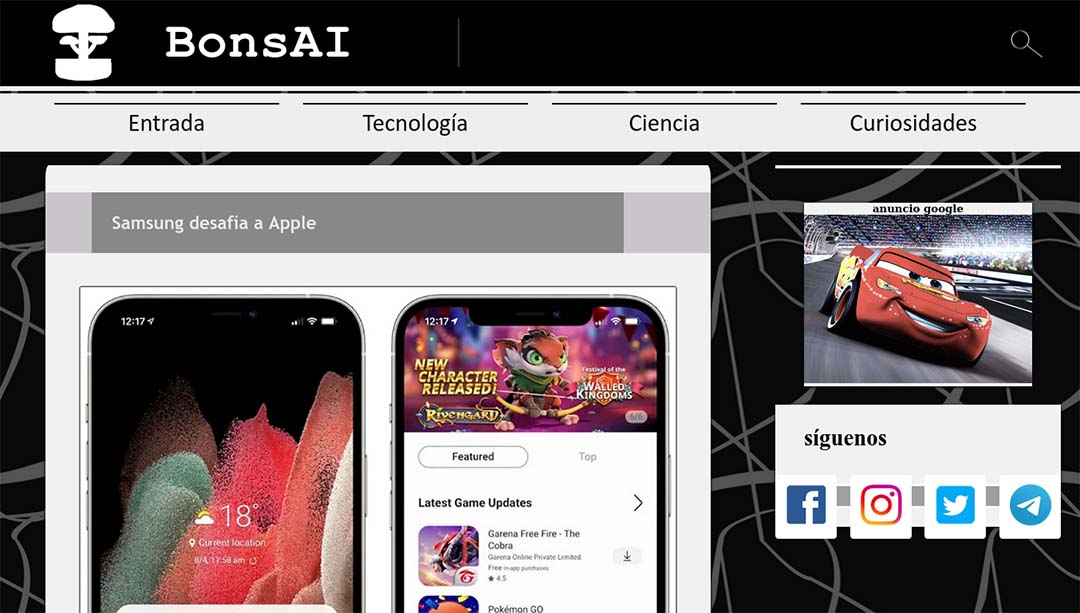 BonsAI
Entrada
Tecnología
Ciencia
Curiosidades
Samsung desafía a Apple
anuncio google
12:17
12:17
NEW
CHARACTER
RELEASED!
RIVENGARD
Festival of the
WALLED
KINGDOMS
6/6
Featured
Top
Latest Game Updates
Garena Free Fire - The
Cobra
Garena Online Private Limited
Free in-app purchases
4.5
Pokémon GO
18°
Current location
8/4, 11:58 am
síguenos